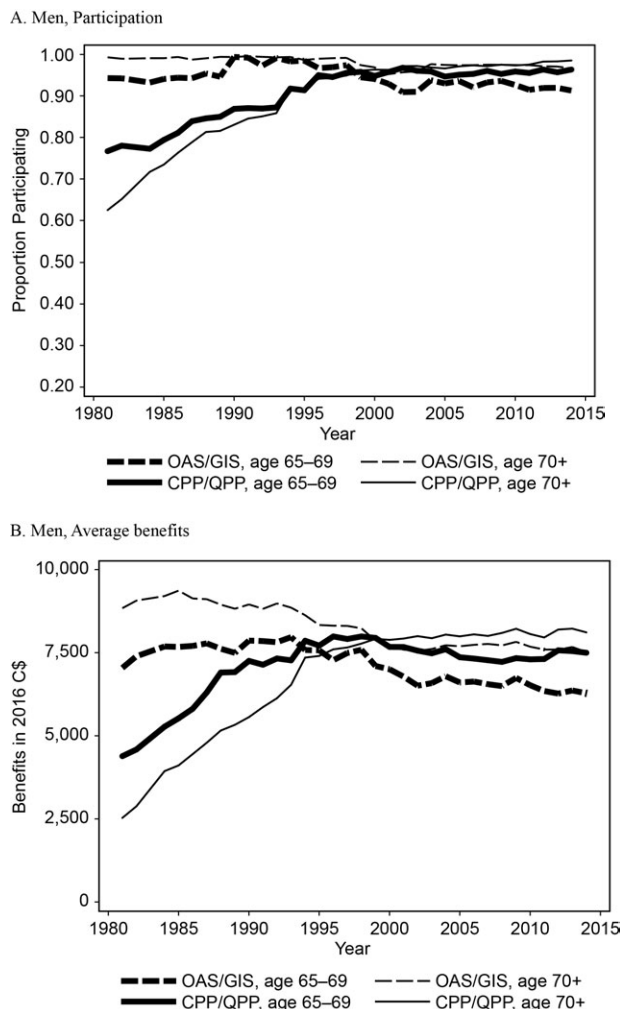 A. Men, Participation
1.00
0.90
0.80
0.70
0.60
0.50
0.40
0.30
0.20
Proportion Participating
1980 1985 1990 1995 2000 2005 2010 2015
Year
OAS/GIS, age 65–69 OAS/GIS, age 70+
CPP/QPP, age 65–69 CPP/QPP, age 70+
B. Men, Average benefits
10,000
7,500
5,000
2,500
0
Benefits in 2016 C$
1980 1985 1990 1995 2000 2005 2010 2015
Year
OAS/GIS, age 65–69 OAS/GIS, age 70+
CPP/QPP, age 65–69 CPP/QPP, age 70+